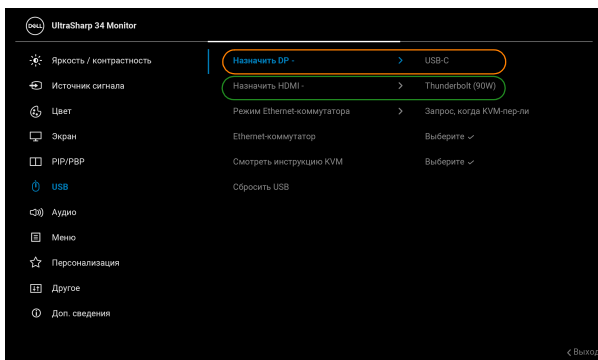 DELL UltraSharp 34 Monitor
Яркость / контрастность
Назначить DP - USB-C
Источник сигнала
Назначить HDMI - Thunderbolt (90W)
Цвет
Режим Ethernet-коммутатора Запрос, когда KVM-пер-ли
Экран
Ethernet-коммутатор Выберите ✓
PIP/PBP
Смотреть инструкцию KVM Выберите ✓
USB
Сбросить USB
Аудио
Меню
Персонализация
Другое
Доп. сведения
Выход